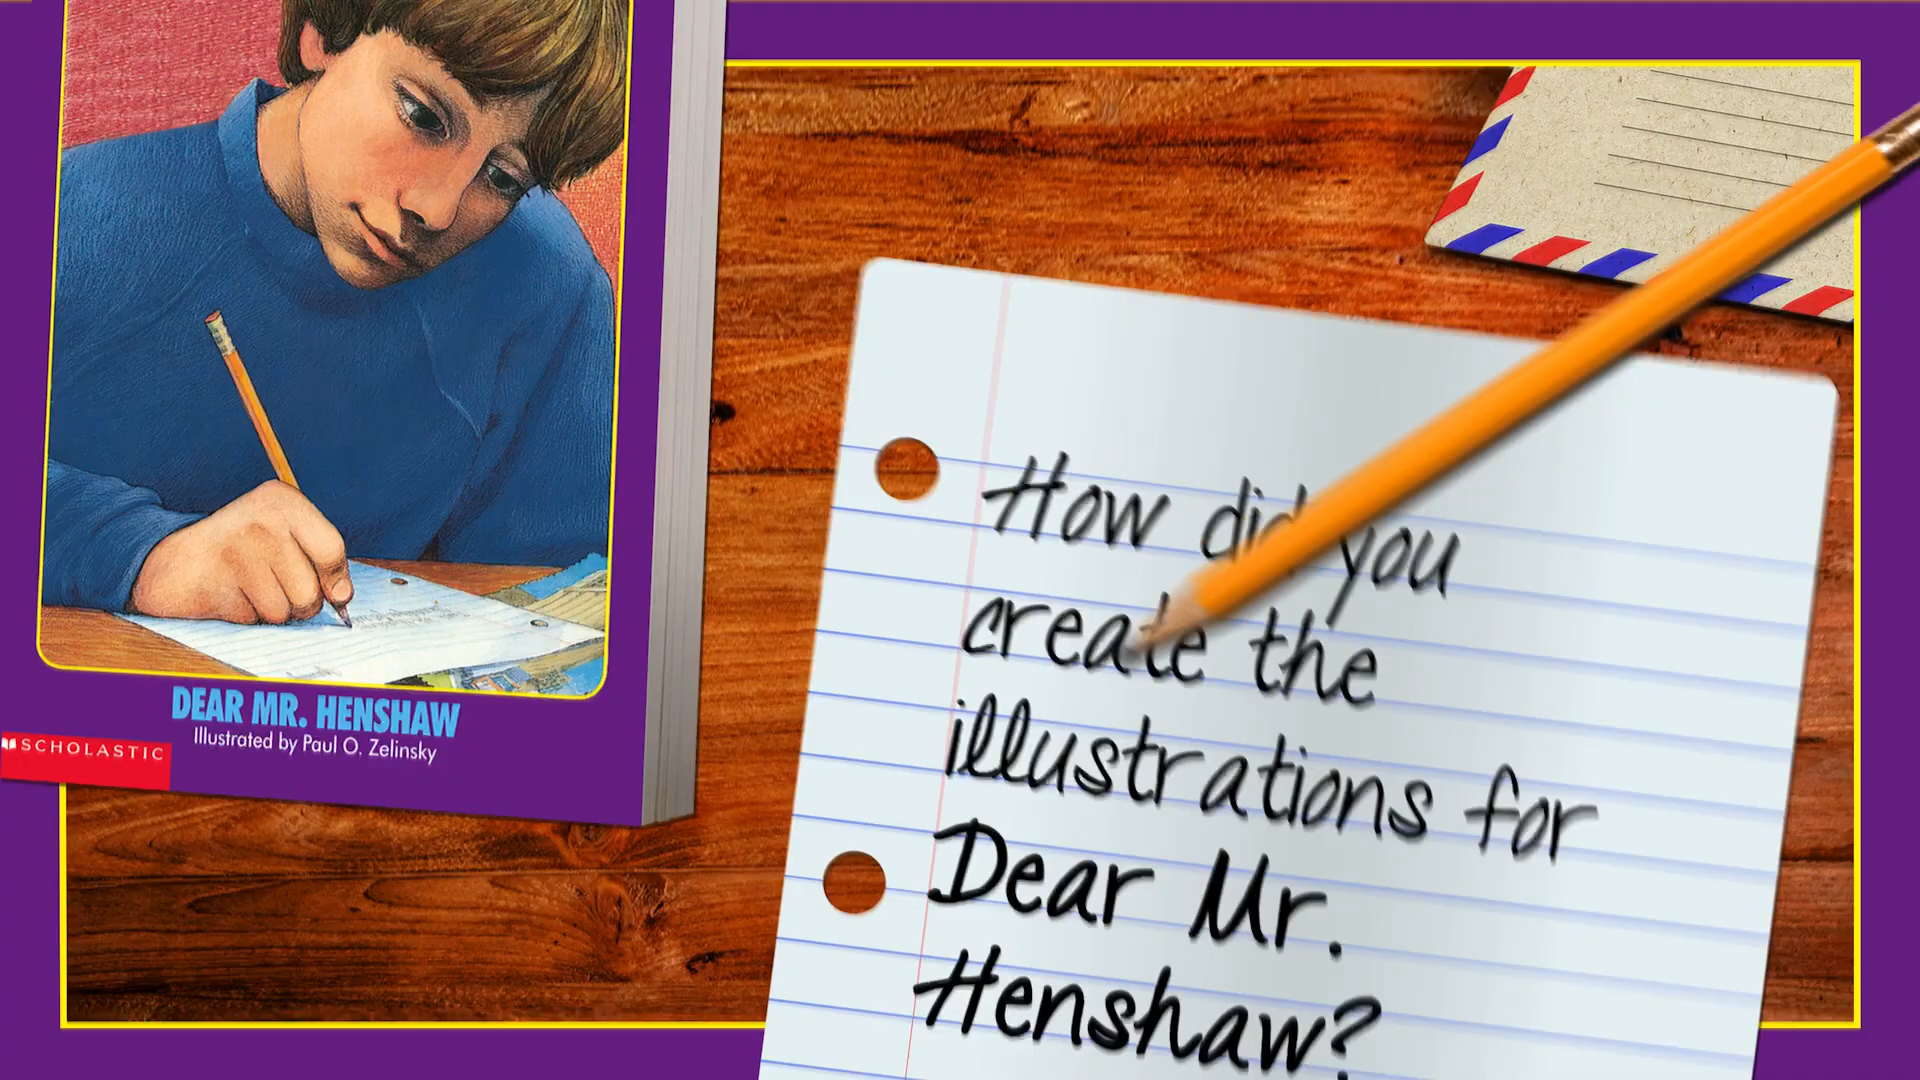 DEAR MR. HENSHAW
Illustrated by Paul O. Zelinsky
SCHOLASTIC
How did you
create the
illustrations for
Dear Mr.
Henshaw?